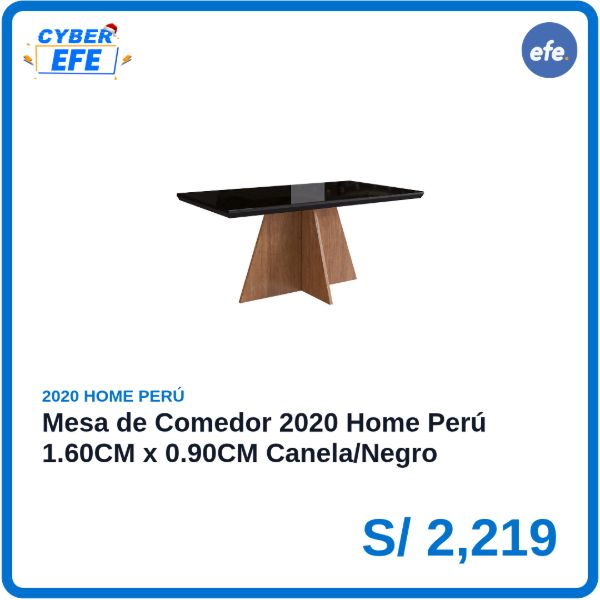 CYBER
EFE
efe.
2020 HOME PERÚ
Mesa de Comedor 2020 Home Perú
1.60CM x 0.90CM Canela/Negro
S/ 2,219